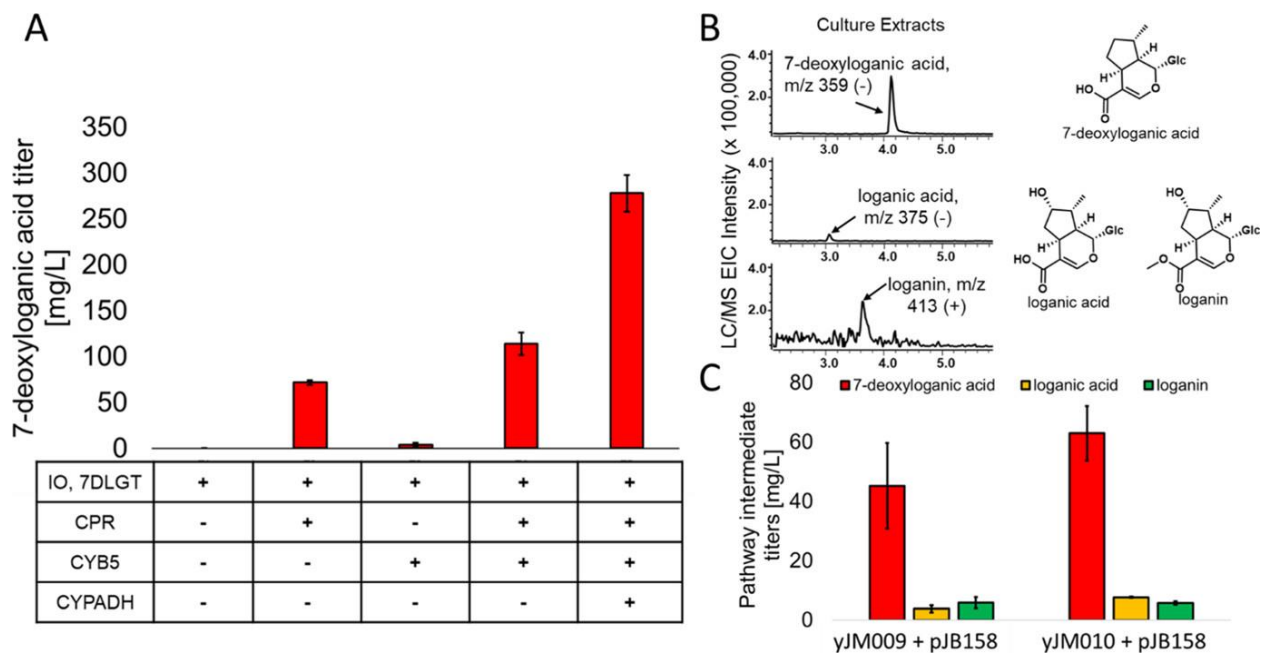 A
7-deoxyloganic acid titer
[mg/L]
350
300
250
200
150
100
50
0
IO, 7DLGT + + + + +
CPR - + - + +
CYB5 - - + + +
CYPADH - - - - +
B
Culture Extracts
LC/MS EIC Intensity (x 100,000)
4.0
2.0
7-deoxyloganic acid,
m/z 359 (-)
3.0 4.0 5.0
4.0
2.0
loganic acid,
m/z 375 (-)
3.0 4.0 5.0
4.0
2.0
loganin, m/z
413 (+)
3.0 4.0 5.0
H
H
Glc
HO
O
O
7-deoxyloganic acid
HO
H
H
Glc
HO
O
O
loganic acid
HO
H
H
Glc
O
O
O
loganin
C
Pathway intermediate
titers [mg/L]
80
60
40
20
0
7-deoxyloganic acid loganic acid loganin
yJM009 + pJB158 yJM010 + pJB158